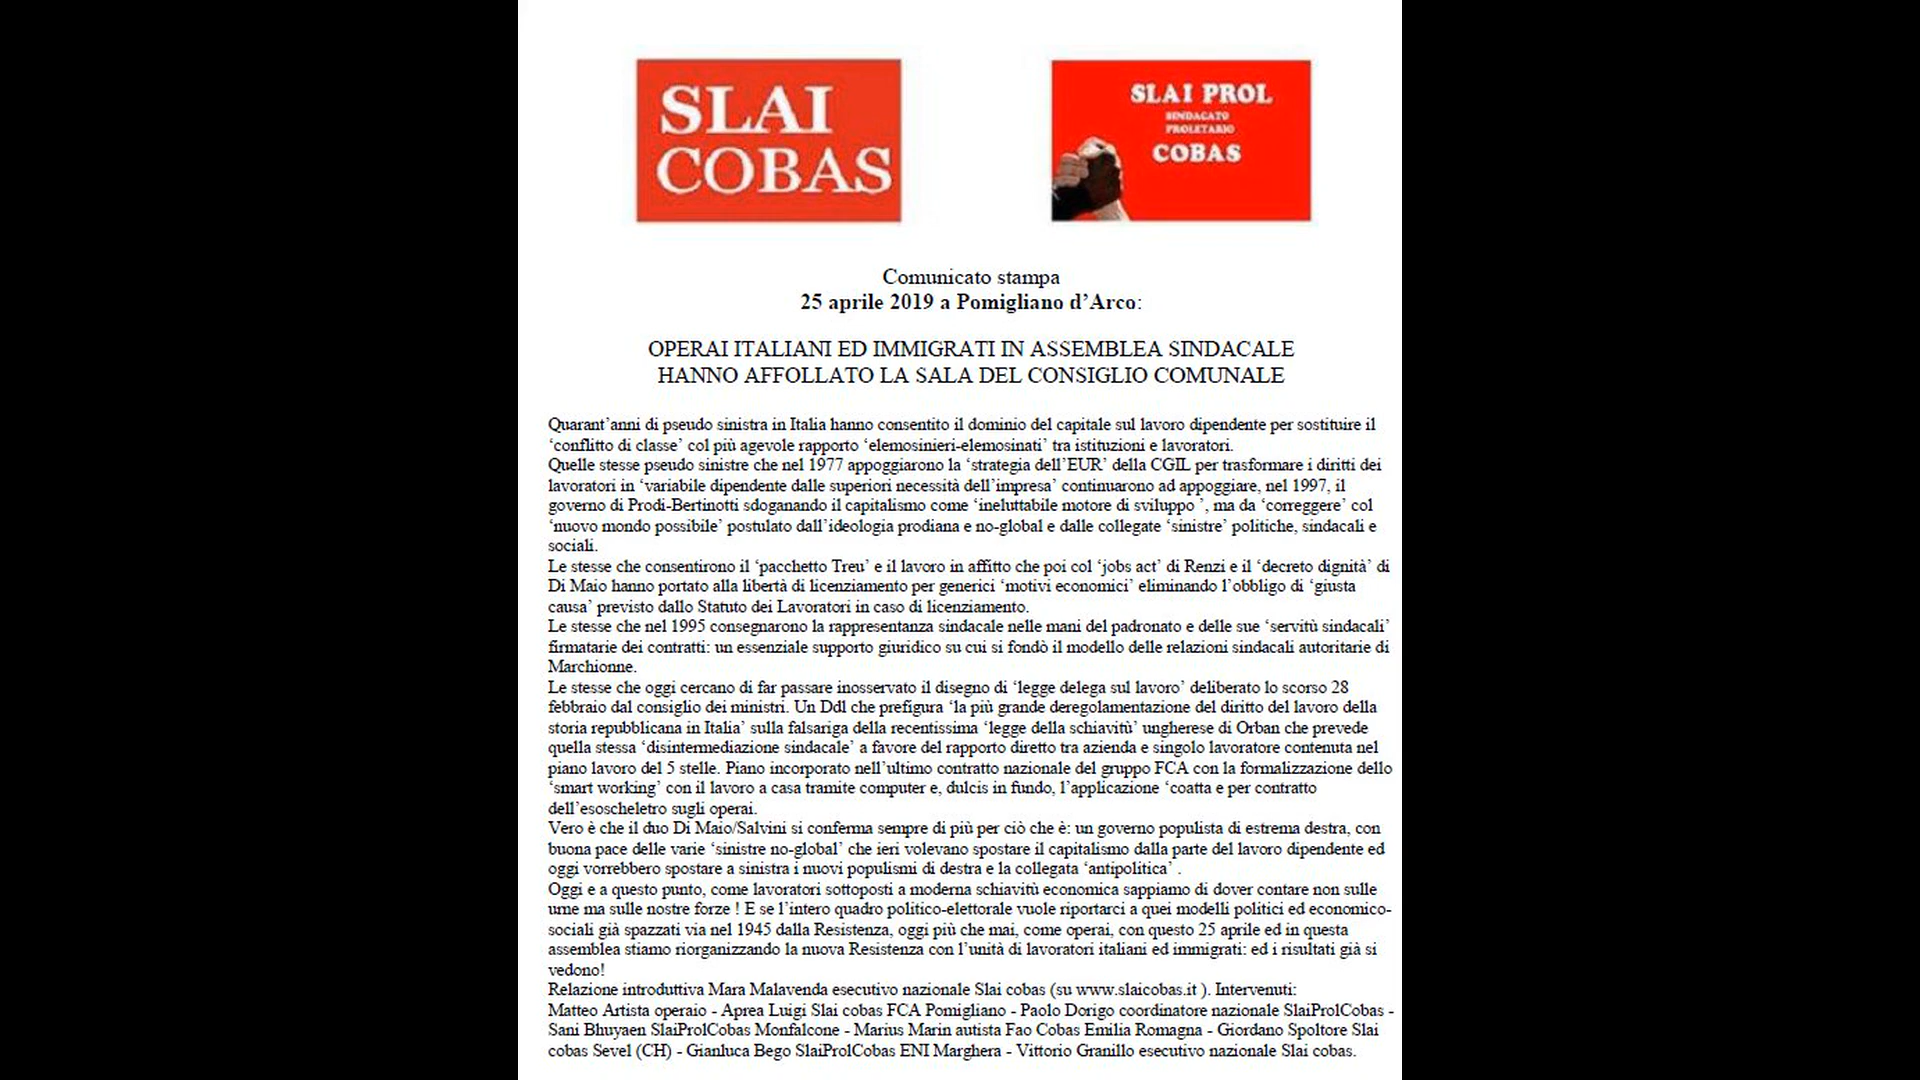 SLAI
COBAS
SLAI PROL
SINDACATO
PROLETARIO
COBAS
Comunicato stampa
25 aprile 2019 a Pomigliano d’Arco:
OPERAI ITALIANI ED IMMIGRATI IN ASSEMBLEA SINDACALE
HANNO AFFOLLATO LA SALA DEL CONSIGLIO COMUNALE
Quarant’anni di pseudo sinistra in Italia hanno consentito il dominio del capitale sul lavoro dipendente per sostituire il
‘conflitto di classe’ col più agevole rapporto ‘elemosinieri-elemosinati’ tra istituzioni e lavoratori.
Quelle stesse pseudo sinistre che nel 1977 appoggiarono la ‘strategia dell’EUR’ della CGIL per trasformare i diritti dei
lavoratori in ‘variabile dipendente dalle superiori necessità dell’impresa’ continuarono ad appoggiare, nel 1997, il
governo di Prodi-Bertinotti sdoganando il capitalismo come ‘ineluttabile motore di sviluppo ’, ma da ‘correggere’ col
‘nuovo mondo possibile’ postulato dall’ideologia prodiana e no-global e dalle collegate ‘sinistre’ politiche, sindacali e
sociali.
Le stesse che consentirono il ‘pacchetto Treu’ e il lavoro in affitto che poi col ‘jobs act’ di Renzi e il ‘decreto dignità’ di
Di Maio hanno portato alla libertà di licenziamento per generici ‘motivi economici’ eliminando l’obbligo di ‘giusta
causa’ previsto dallo Statuto dei Lavoratori in caso di licenziamento.
Le stesse che nel 1995 consegnarono la rappresentanza sindacale nelle mani del padronato e delle sue ‘servitù sindacali’
firmatarie dei contratti: un essenziale supporto giuridico su cui si fondò il modello delle relazioni sindacali autoritarie di
Marchionne.
Le stesse che oggi cercano di far passare inosservato il disegno di ‘legge delega sul lavoro’ deliberato lo scorso 28
febbraio dal consiglio dei ministri. Un Ddl che prefigura ‘la più grande deregolamentazione del diritto del lavoro della
storia repubblicana in Italia’ sulla falsariga della recentissima ‘legge della schiavitù’ ungherese di Orban che prevede
quella stessa ‘disintermediazione sindacale’ a favore del rapporto diretto tra azienda e singolo lavoratore contenuta nel
piano lavoro del 5 stelle. Piano incorporato nell’ultimo contratto nazionale del gruppo FCA con la formalizzazione dello
‘smart working’ con il lavoro a casa tramite computer e, dulcis in fundo, l’applicazione ‘coatta e per contratto
dell’esoscheletro sugli operai.
Vero è che il duo Di Maio/Salvini si conferma sempre di più per ciò che è: un governo populista di estrema destra, con
buona pace delle varie ‘sinistre no-global’ che ieri volevano spostare il capitalismo dalla parte del lavoro dipendente ed
oggi vorrebbero spostare a sinistra i nuovi populismi di destra e la collegata ‘antipolitica’ .
Oggi e a questo punto, come lavoratori sottoposti a moderna schiavitù economica sappiamo di dover contare non sulle
urne ma sulle nostre forze ! E se l’intero quadro politico-elettorale vuole riportarci a quei modelli politici ed economico-
sociali già spazzati via nel 1945 dalla Resistenza, oggi più che mai, come operai, con questo 25 aprile ed in questa
assemblea stiamo riorganizzando la nuova Resistenza con l’unità di lavoratori italiani ed immigrati: ed i risultati già si
vedono!
Relazione introduttiva Mara Malavenda esecutivo nazionale Slai cobas (su www.slaicobas.it ). Intervenuti:
Matteo Artista operaio - Aprea Luigi Slai cobas FCA Pomigliano - Paolo Dorigo coordinatore nazionale SlaiProlCobas -
Sani Bhuyaen SlaiProlCobas Monfalcone - Marius Marin autista Fao Cobas Emilia Romagna - Giordano Spoltore Slai
cobas Sevel (CH) - Gianluca Bego SlaiProlCobas ENI Marghera - Vittorio Granillo esecutivo nazionale Slai cobas.